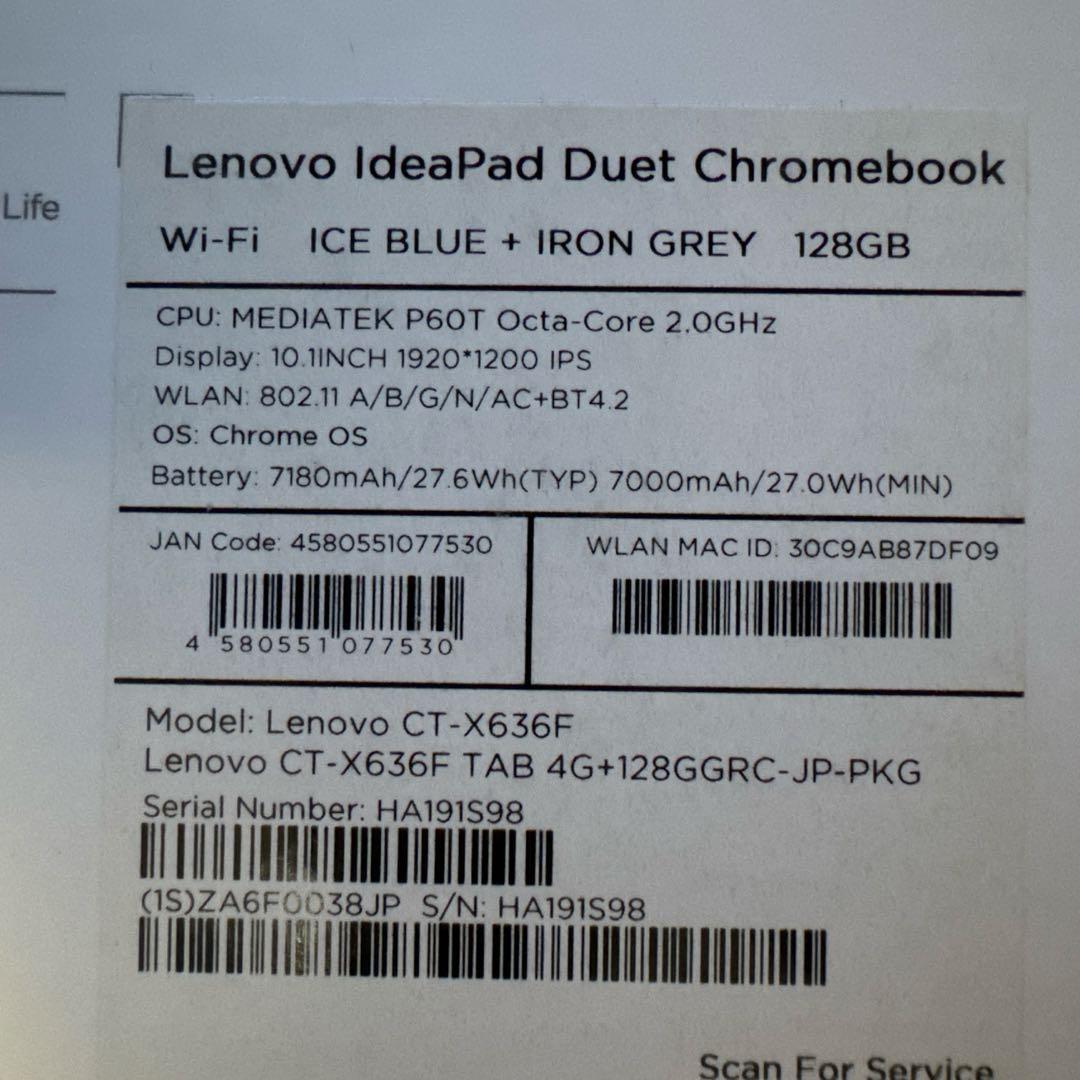 Life
Lenovo IdeaPad Duet Chromebook
Wi-Fi ICE BLUE + IRON GREY 128GB
CPU: MEDIATEK P60T Octa-Core 2.0GHz
Display: 10.1INCH 1920*1200 IPS
WLAN: 802.11 A/B/G/N/AC+BT4.2
OS: Chrome OS
Battery: 7180mAh/27.6Wh(TYP) 7000mAh/27.0Wh(MIN)
JAN Code: 4580551077530
4 580551 077530
WLAN MAC ID: 30C9AB87DF09
Model: Lenovo CT-X636F
Lenovo CT-X636F TAB 4G+128GGRC-JP-PKG
Serial Number: HA191S98
(1S)ZA6F0038JP S/N: HA191S98
Scan For Service